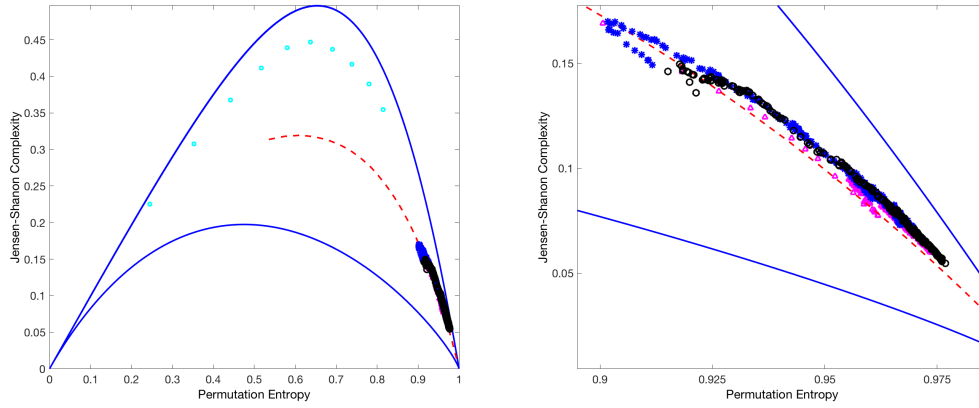 Jensen-Shanon Complexity
0.45
0.4
0.35
0.3
0.25
0.2
0.15
0.1
0.05
0
0 0.1 0.2 0.3 0.4 0.5 0.6 0.7 0.8 0.9 1
Permutation Entropy
Jensen-Shanon Complexity
0.15
0.1
0.05
0.9 0.925 0.95 0.975
Permutation Entropy